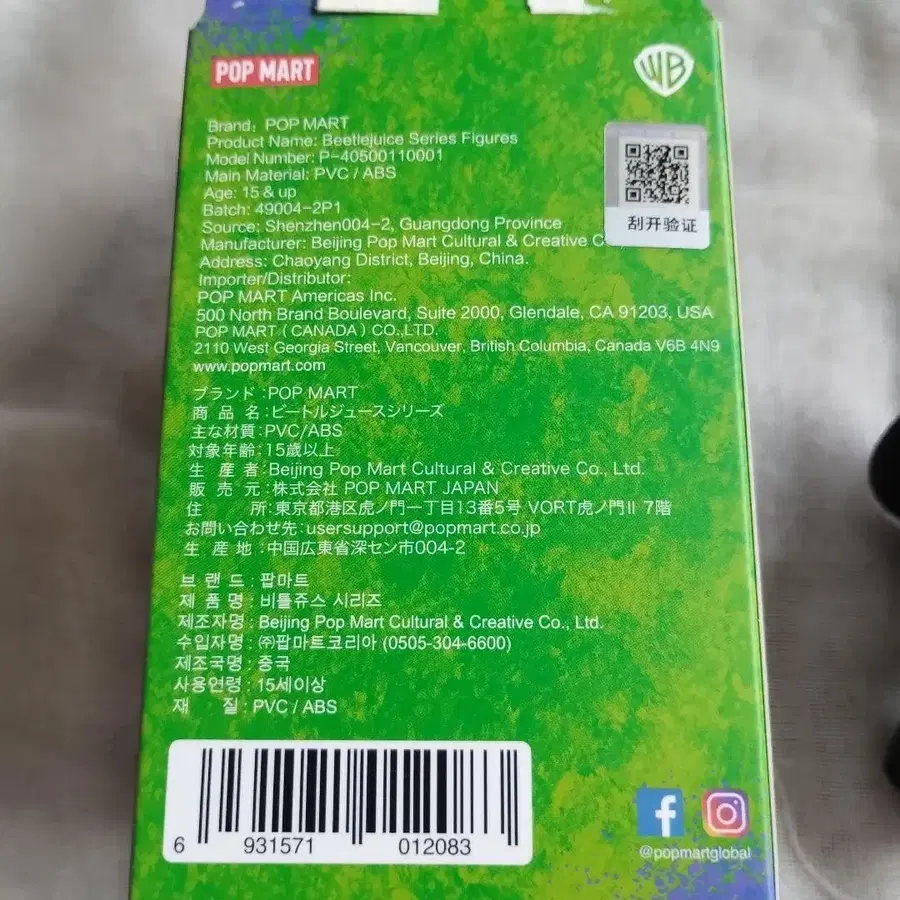 POP MART
WB
Brand: POP MART
Product Name: Beetlejuice Series Figures
Model Number: P-40500110001
Main Material: PVC / ABS
Age: 15 & up
Batch: 49004-2P1
Source: Shenzhen004-2, Guangdong Province
Manufacturer: Beijing Pop Mart Cultural & Creative
Address: Chaoyang District, Beijing, China.
Importer/Distributor:
POP MART Americas Inc.
500 North Brand Boulevard, Suite 2000, Glendale, CA 91203, USA
POP MART (CANADA) CO.,LTD.
2110 West Georgia Street, Vancouver, British Columbia, Canada V6B 4N9
www.popmart.com
刮开验证
ブランド:POP MART
商 品 名:ビートルジュースシリーズ
主な材質:PVC/ABS
対象年齢:15歳以上
生 産 者:Beijing Pop Mart Cultural & Creative Co., Ltd.
販 売 元:株式会社 POP MART JAPAN
住 所:東京都港区虎ノ門一丁目13番5号 VORT虎ノ門II 7階
お問い合わせ先:usersupport@popmart.co.jp
生 産 地:中国広東省深セン市004-2
브 랜 드 : 팝마트
제 품 명 : 비틀쥬스 시리즈
제조자명 : Beijing Pop Mart Cultural & Creative Co., Ltd.
수입자명 : ㈜팝마트코리아 (0505-304-6600)
제조국명 : 중국
사용연령 : 15세이상
재 질 : PVC / ABS
6 931571 012083
@popmartglobal